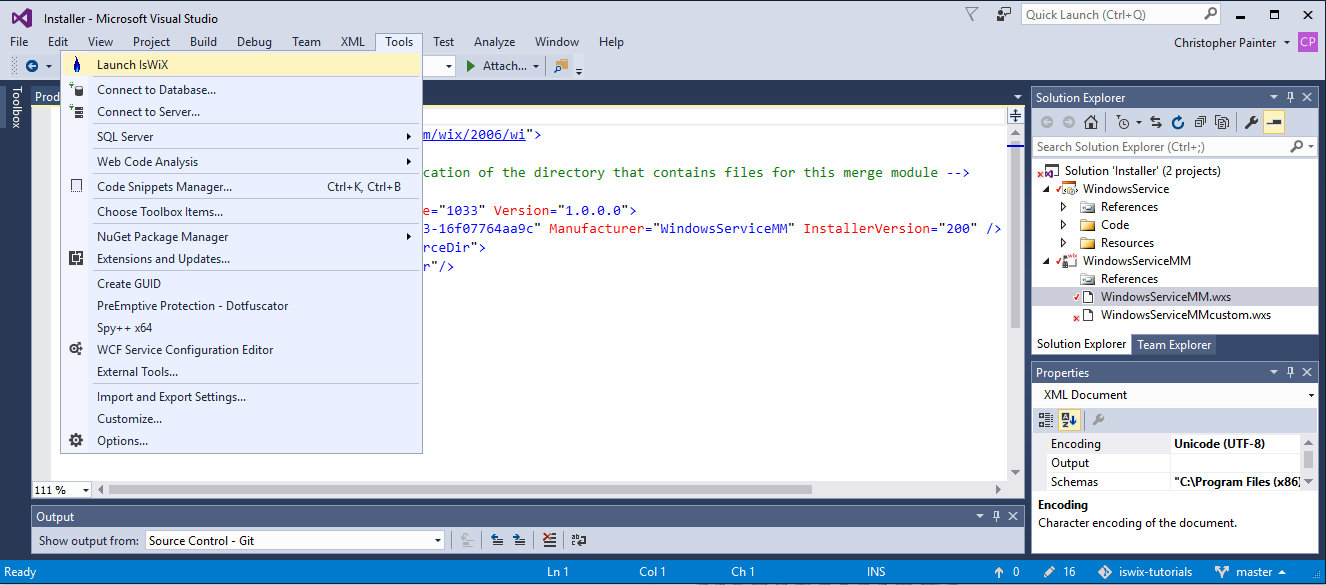 Installer - Microsoft Visual Studio
Quick Launch (Ctrl+Q)
File Edit View Project Build Debug Team XML Tools Test Analyze Window Help
Christopher Painter CP
Attach...
Toolbox
Prod
Launch IsWiX
Connect to Database...
Connect to Server...
SQL Server
Web Code Analysis
Code Snippets Manager... Ctrl+K, Ctrl+B
Choose Toolbox Items...
NuGet Package Manager
Extensions and Updates...
Create GUID
PreEmptive Protection - Dotfuscator
Spy++ x64
WCF Service Configuration Editor
External Tools...
Import and Export Settings...
Customize...
Options...
m/wix/2006/wi">
cation of the directory that contains files for this merge module -->
e="1033" Version="1.0.0.0">
3-16f07764aa9c" Manufacturer="WindowsServiceMM" InstallerVersion="200" />
rceDir">
r"/>
111 %
Solution Explorer
Search Solution Explorer (Ctrl+;)
Solution 'Installer' (2 projects)
WindowsService
References
Code
Resources
WindowsServiceMM
References
WindowsServiceMM.wxs
WindowsServiceMMcustom.wxs
Solution Explorer Team Explorer
Properties
XML Document
Encoding Unicode (UTF-8)
Output
Schemas "C:\Program Files (x86)
Encoding
Character encoding of the document.
Output
Show output from: Source Control - Git
Ready Ln 1 Col 1 Ch 1 INS 0 16 iswix-tutorials master